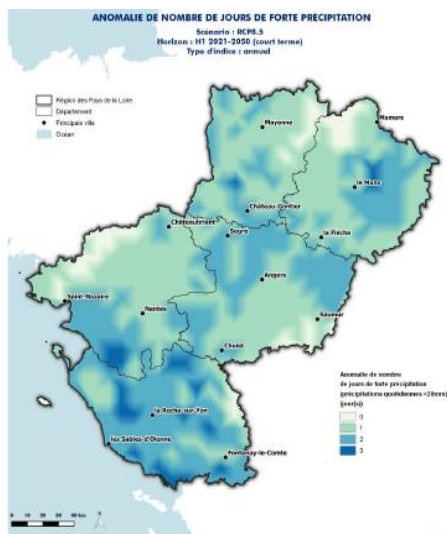 ANOMALIE DE NOMBRE DE JOURS DE FORTE PRÉCIPITATION
Scénario : RCP8.5
Horizon : H1 2021-2050 (court terme)
Type d'indice : annuel
Région des Pays de la Loire
Département
Principale ville
Océan
Mamers
Mayenne
le Mans
Château-Gontier
Châteaubriant
Segré
la Flèche
Angers
Saint-Nazaire
Nantes
Saumur
Cholet
la Roche-sur-Yon
les Sables-d'Olonne
Fontenay-le-Comte
Anomalie de nombre
de jours de forte précipitation
(précipitations quotidiennes >20mm)
(jour(s))
0
1
2
3
0 10 20 30 40 km